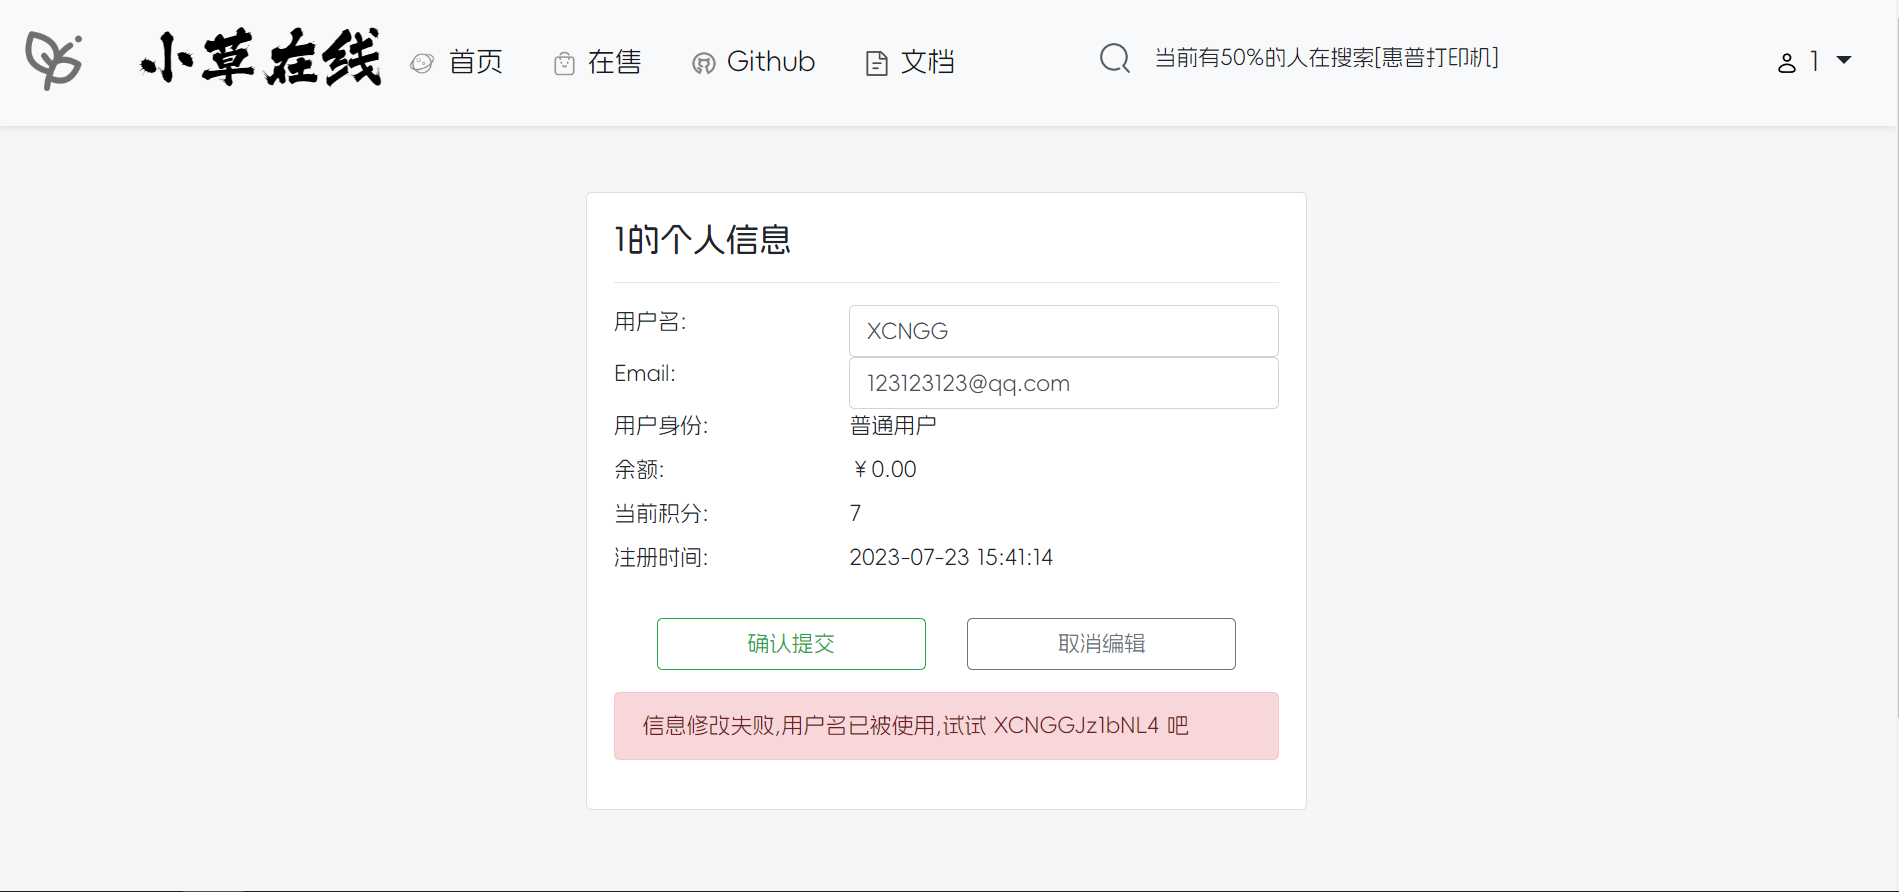 小草在线 首页 在售 Github 文档 当前有50%的人在搜索[惠普打印机] 1
1的个人信息
用户名: XCNGG
Email: 123123123@qq.com
用户身份: 普通用户
余额: ￥0.00
当前积分: 7
注册时间: 2023-07-23 15:41:14
确认提交 取消编辑
信息修改失败,用户名已被使用,试试 XCNGGJz1bNL4 吧